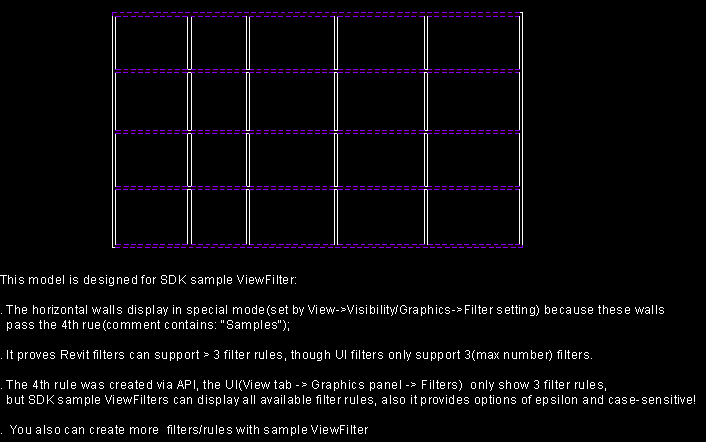 This model is designed for SDK sample ViewFilter:
. The horizontal walls display in special mode(set by View->Visibility/Graphics->Filter setting) because these walls
pass the 4th rue(comment contains: "Samples");
. It proves Revit filters can support > 3 filter rules, though UI filters only support 3(max number) filters.
. The 4th rule was created via API, the UI(View tab -> Graphics panel -> Filters)  only show 3 filter rules,
but SDK sample ViewFilters can display all available filter rules, also it provides options of epsilon and case-sensitive!
.  You also can create more  filters/rules with sample ViewFilter